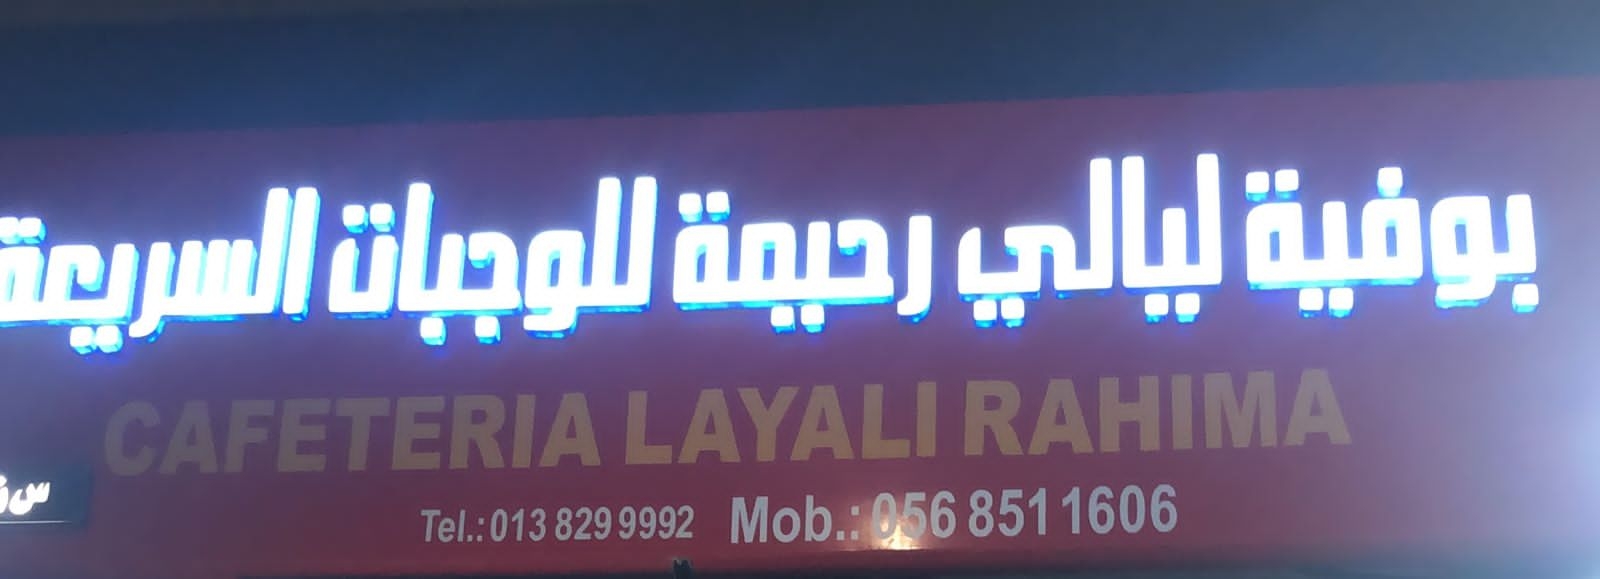 بوفية ليالي رحيمة للوجبات السريعة
CAFETERIA LAYALI RAHIMA
Tel.: 013 829 9992 Mob.: 056 851 1606